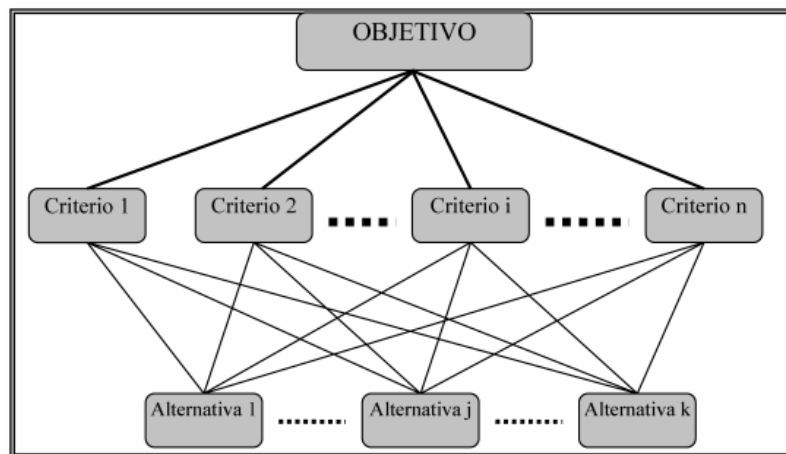 OBJETIVO
Criterio 1
Criterio 2
Criterio i
Criterio n
Alternativa 1
Alternativa j
Alternativa k